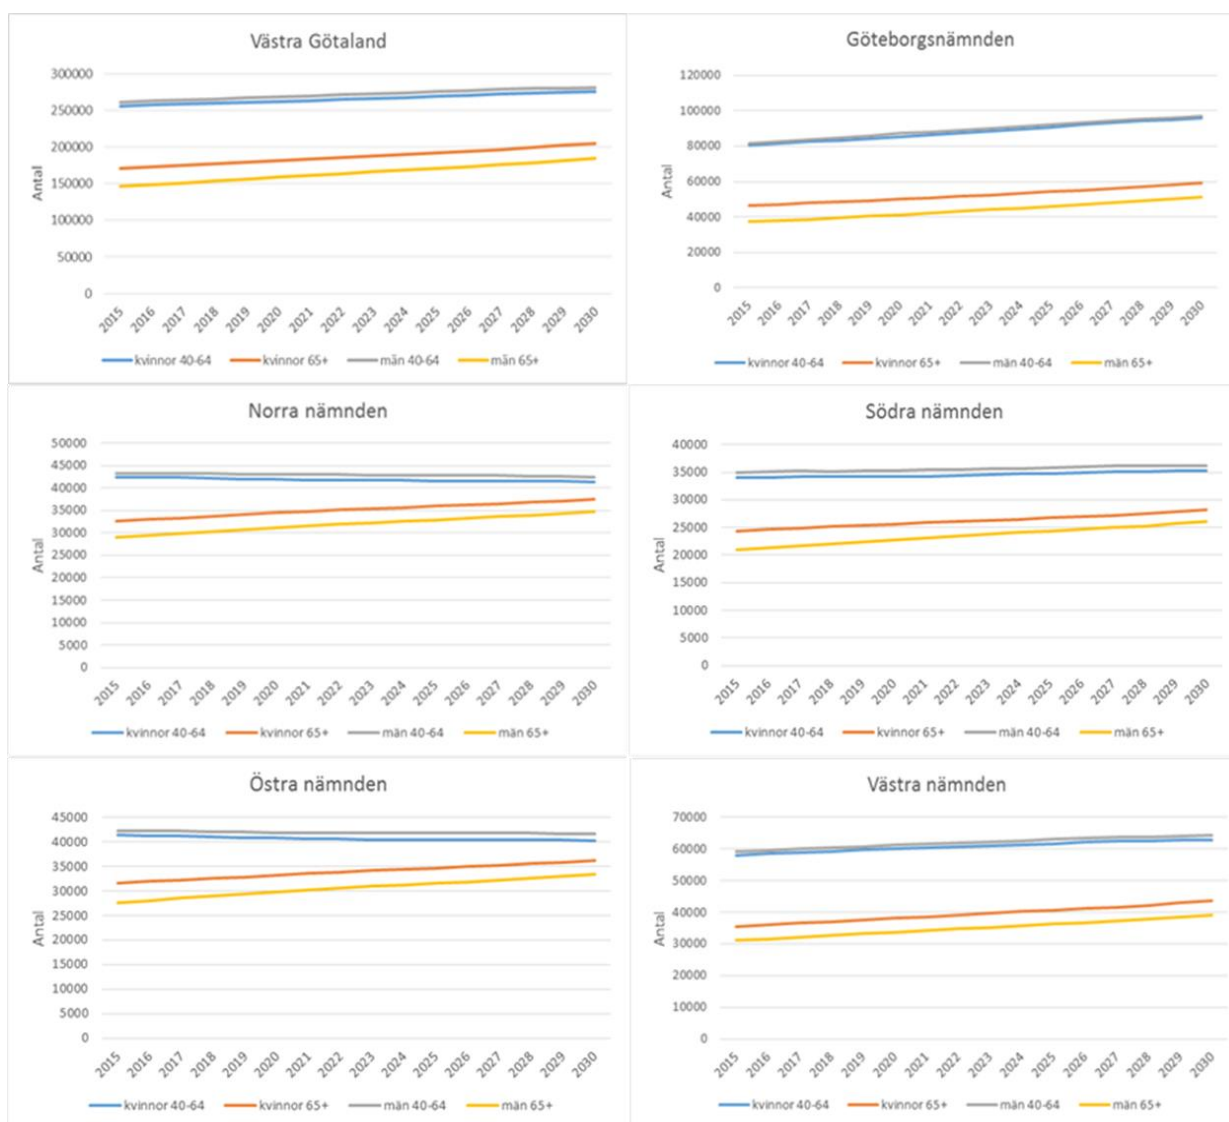 Västra Götaland
300000
250000
200000
150000
100000
50000
0
Antal
2015 2016 2017 2018 2019 2020 2021 2022 2023 2024 2025 2026 2027 2028 2029 2030
kvinnor 40-64 kvinnor 65+ män 40-64 män 65+
Göteborgsnämnden
120000
100000
80000
60000
40000
20000
0
Antal
2015 2016 2017 2018 2019 2020 2021 2022 2023 2024 2025 2026 2027 2028 2029 2030
kvinnor 40-64 kvinnor 65+ män 40-64 män 65+
Norra nämnden
50000
45000
40000
35000
30000
25000
20000
15000
10000
5000
0
Antal
2015 2016 2017 2018 2019 2020 2021 2022 2023 2024 2025 2026 2027 2028 2029 2030
kvinnor 40-64 kvinnor 65+ män 40-64 män 65+
Södra nämnden
40000
35000
30000
25000
20000
15000
10000
5000
0
Antal
2015 2016 2017 2018 2019 2020 2021 2022 2023 2024 2025 2026 2027 2028 2029 2030
kvinnor 40-64 kvinnor 65+ män 40-64 män 65+
Östra nämnden
45000
40000
35000
30000
25000
20000
15000
10000
5000
0
Antal
2015 2016 2017 2018 2019 2020 2021 2022 2023 2024 2025 2026 2027 2028 2029 2030
kvinnor 40-64 kvinnor 65+ män 40-64 män 65+
Västra nämnden
70000
60000
50000
40000
30000
20000
10000
0
Antal
2015 2016 2017 2018 2019 2020 2021 2022 2023 2024 2025 2026 2027 2028 2029 2030
kvinnor 40-64 kvinnor 65+ män 40-64 män 65+